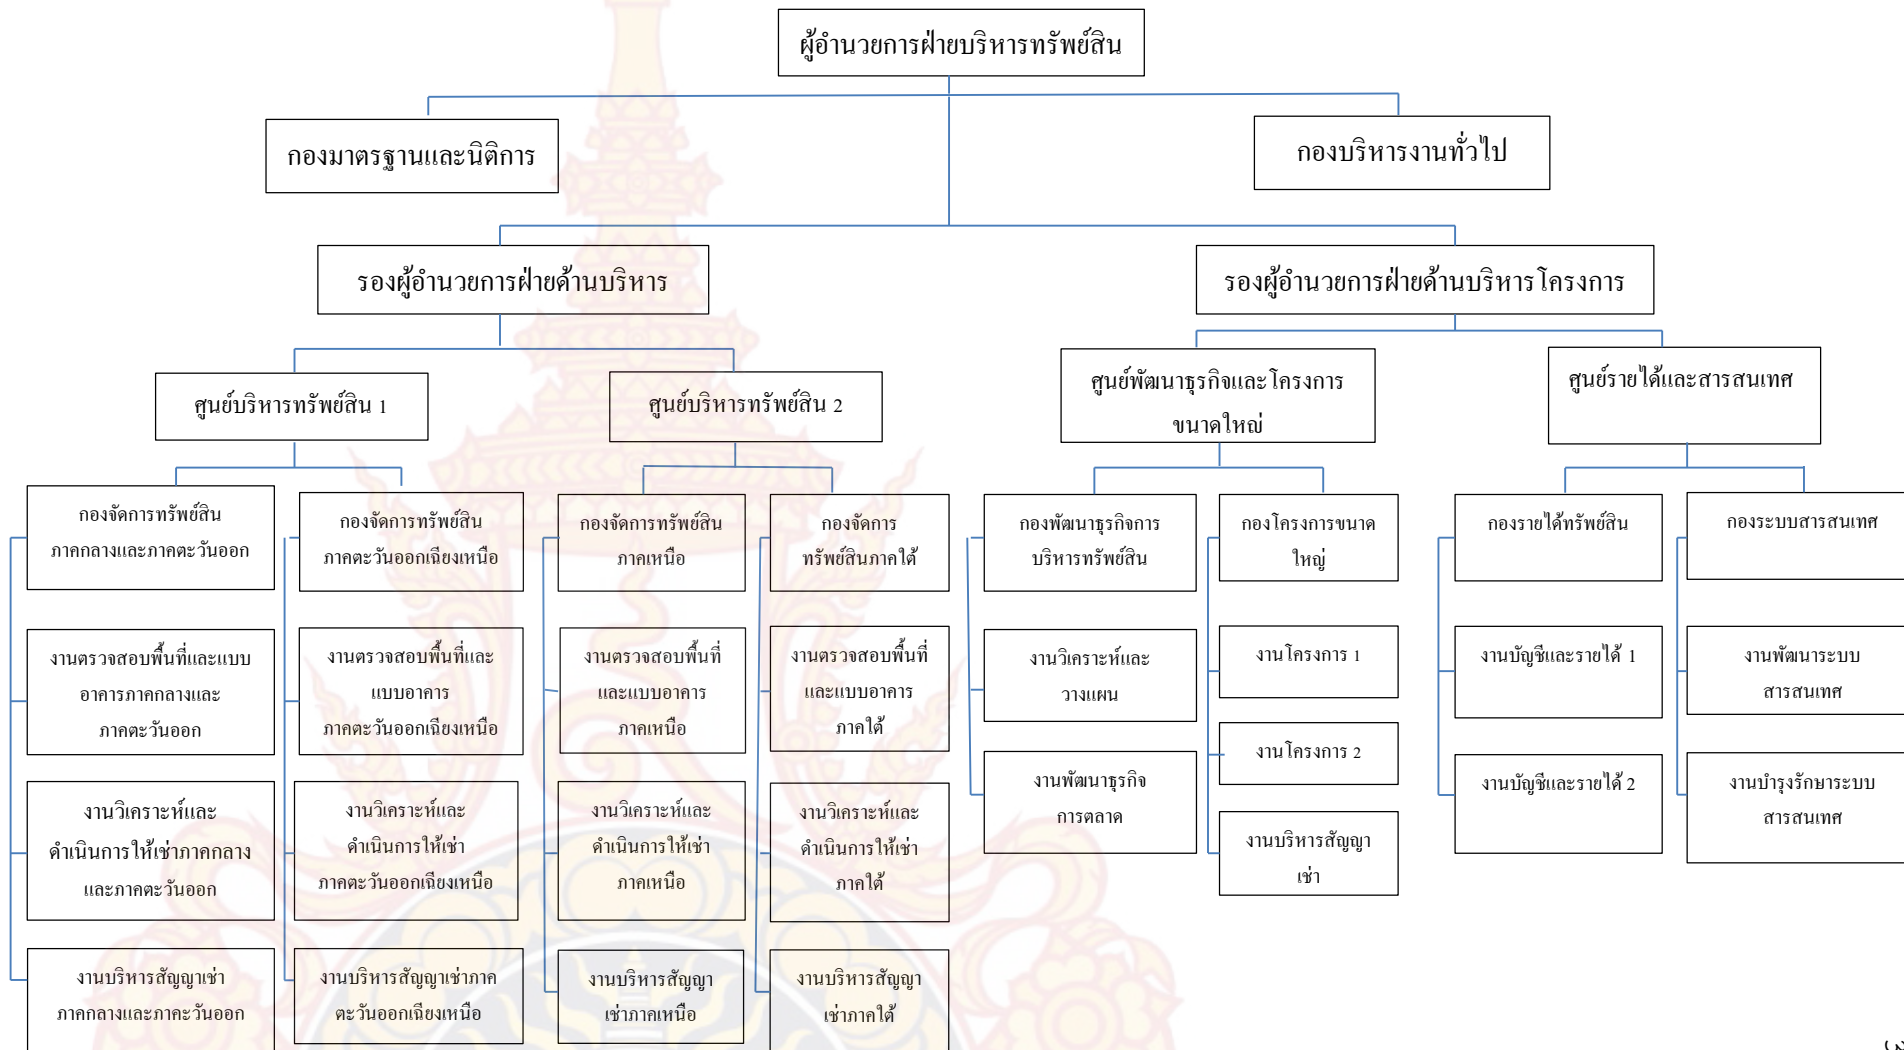 ผู้อำนวยการฝ่ายบริหารทรัพย์สิน
กองมาตรฐานและนิติการ
กองบริหารงานทั่วไป
รองผู้อำนวยการฝ่ายด้านบริหาร
รองผู้อำนวยการฝ่ายด้านบริหารโครงการ
ศูนย์บริหารทรัพย์สิน 1
ศูนย์บริหารทรัพย์สิน 2
ศูนย์พัฒนาธุรกิจและโครงการ
ขนาดใหญ่
ศูนย์รายได้และสารสนเทศ
กองจัดการทรัพย์สิน
ภาคกลางและภาคตะวันออก
กองจัดการทรัพย์สิน
ภาคตะวันออกเฉียงเหนือ
กองจัดการทรัพย์สิน
ภาคเหนือ
กองจัดการ
ทรัพย์สินภาคใต้
กองพัฒนาธุรกิจการ
บริหารทรัพย์สิน
กองโครงการขนาด
ใหญ่
กองรายได้ทรัพย์สิน
กองระบบสารสนเทศ
งานตรวจสอบพื้นที่และแบบ
อาคารภาคกลางและ
ภาคตะวันออก
งานตรวจสอบพื้นที่และ
แบบอาคาร
ภาคตะวันออกเฉียงเหนือ
งานตรวจสอบพื้นที่
และแบบอาคาร
ภาคเหนือ
งานตรวจสอบพื้นที่
และแบบอาคาร
ภาคใต้
งานวิเคราะห์และ
วางแผน
งานโครงการ 1
งานบัญชีและรายได้ 1
งานพัฒนาระบบ
สารสนเทศ
งานวิเคราะห์และ
ดำเนินการให้เช่าภาคกลาง
และภาคตะวันออก
งานวิเคราะห์และ
ดำเนินการให้เช่า
ภาคตะวันออกเฉียงเหนือ
งานวิเคราะห์และ
ดำเนินการให้เช่า
ภาคเหนือ
งานวิเคราะห์และ
ดำเนินการให้เช่า
ภาคใต้
งานพัฒนาธุรกิจ
การตลาด
งานโครงการ 2
งานบัญชีและรายได้ 2
งานบำรุงรักษาระบบ
สารสนเทศ
งานบริหารสัญญา
เช่า
งานบริหารสัญญาเช่า
ภาคกลางและภาคะวันออก
งานบริหารสัญญาเช่าภาค
ตะวันออกเฉียงเหนือ
งานบริหารสัญญา
เช่าภาคเหนือ
งานบริหารสัญญา
เช่าภาคใต้